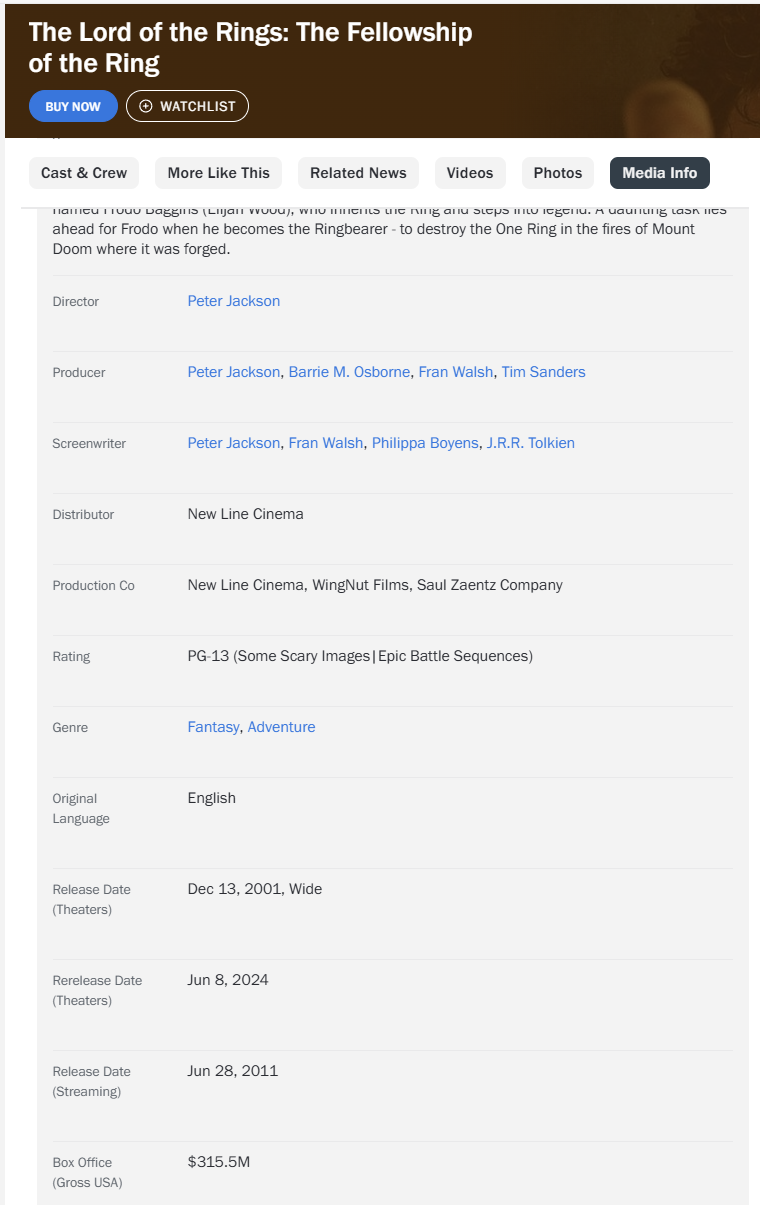 The Lord of the Rings: The Fellowship
of the Ring
BUY NOW
WATCHLIST
Cast & Crew
More Like This
Related News
Videos
Photos
Media Info
named Frodo Baggins (Elijah Wood), who inherits the Ring and steps into legend. A daunting task lies
ahead for Frodo when he becomes the Ringbearer - to destroy the One Ring in the fires of Mount
Doom where it was forged.
Director
Peter Jackson
Producer
Peter Jackson, Barrie M. Osborne, Fran Walsh, Tim Sanders
Screenwriter
Peter Jackson, Fran Walsh, Philippa Boyens, J.R.R. Tolkien
Distributor
New Line Cinema
Production Co
New Line Cinema, WingNut Films, Saul Zaentz Company
Rating
PG-13 (Some Scary Images|Epic Battle Sequences)
Genre
Fantasy, Adventure
Original
Language
English
Release Date
(Theaters)
Dec 13, 2001, Wide
Rerelease Date
(Theaters)
Jun 8, 2024
Release Date
(Streaming)
Jun 28, 2011
Box Office
(Gross USA)
$315.5M